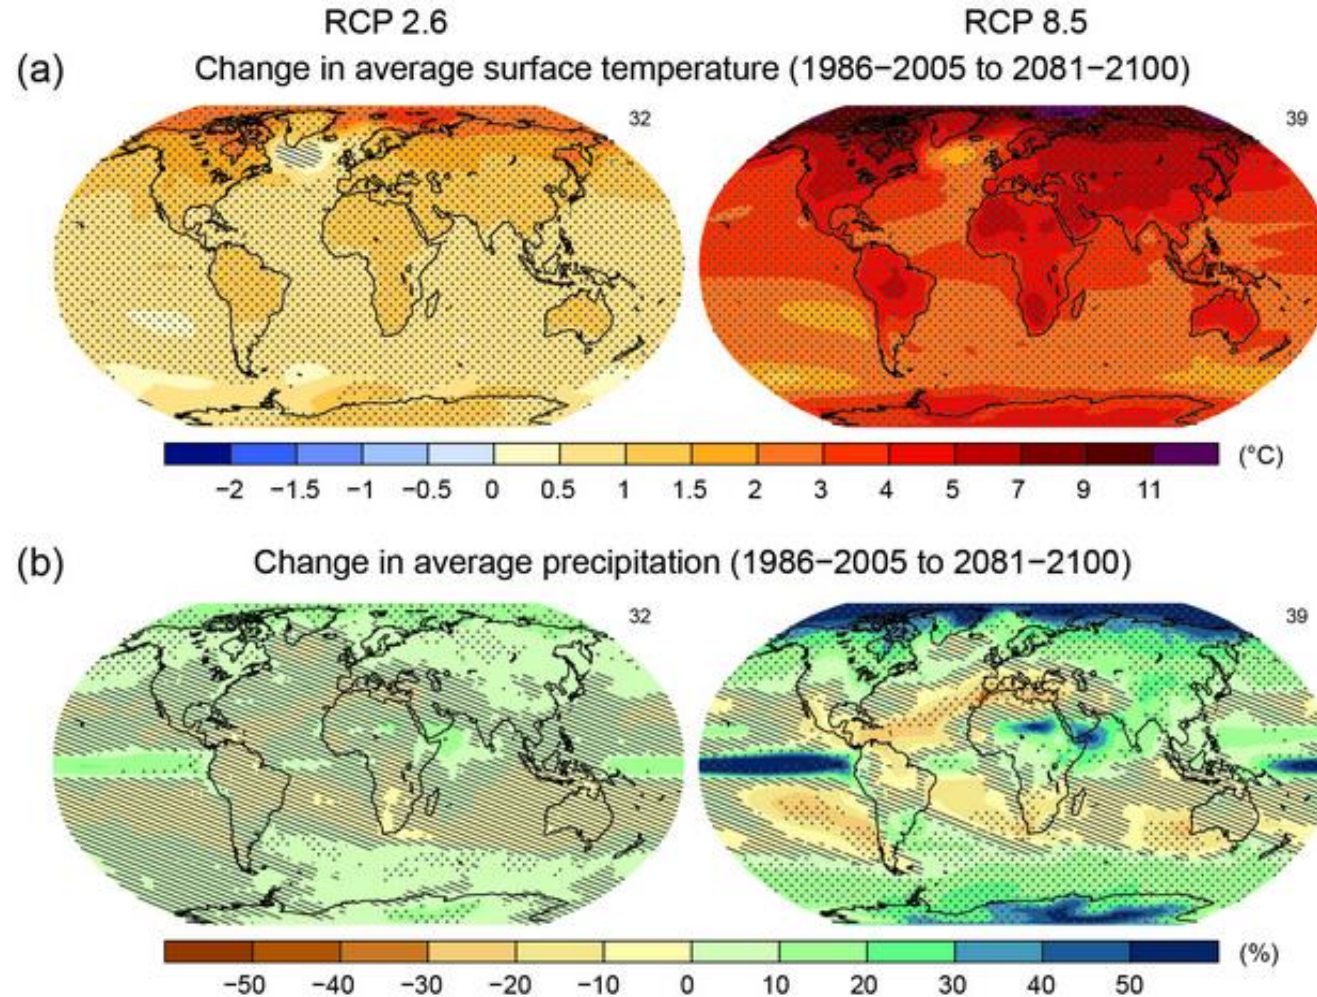 RCP 2.6 RCP 8.5
(a) Change in average surface temperature (1986−2005 to 2081−2100)
32 39
−2 −1.5 −1 −0.5 0 0.5 1 1.5 2 3 4 5 7 9 11 (°C)
(b) Change in average precipitation (1986−2005 to 2081−2100)
32 39
−50 −40 −30 −20 −10 0 10 20 30 40 50 (%)